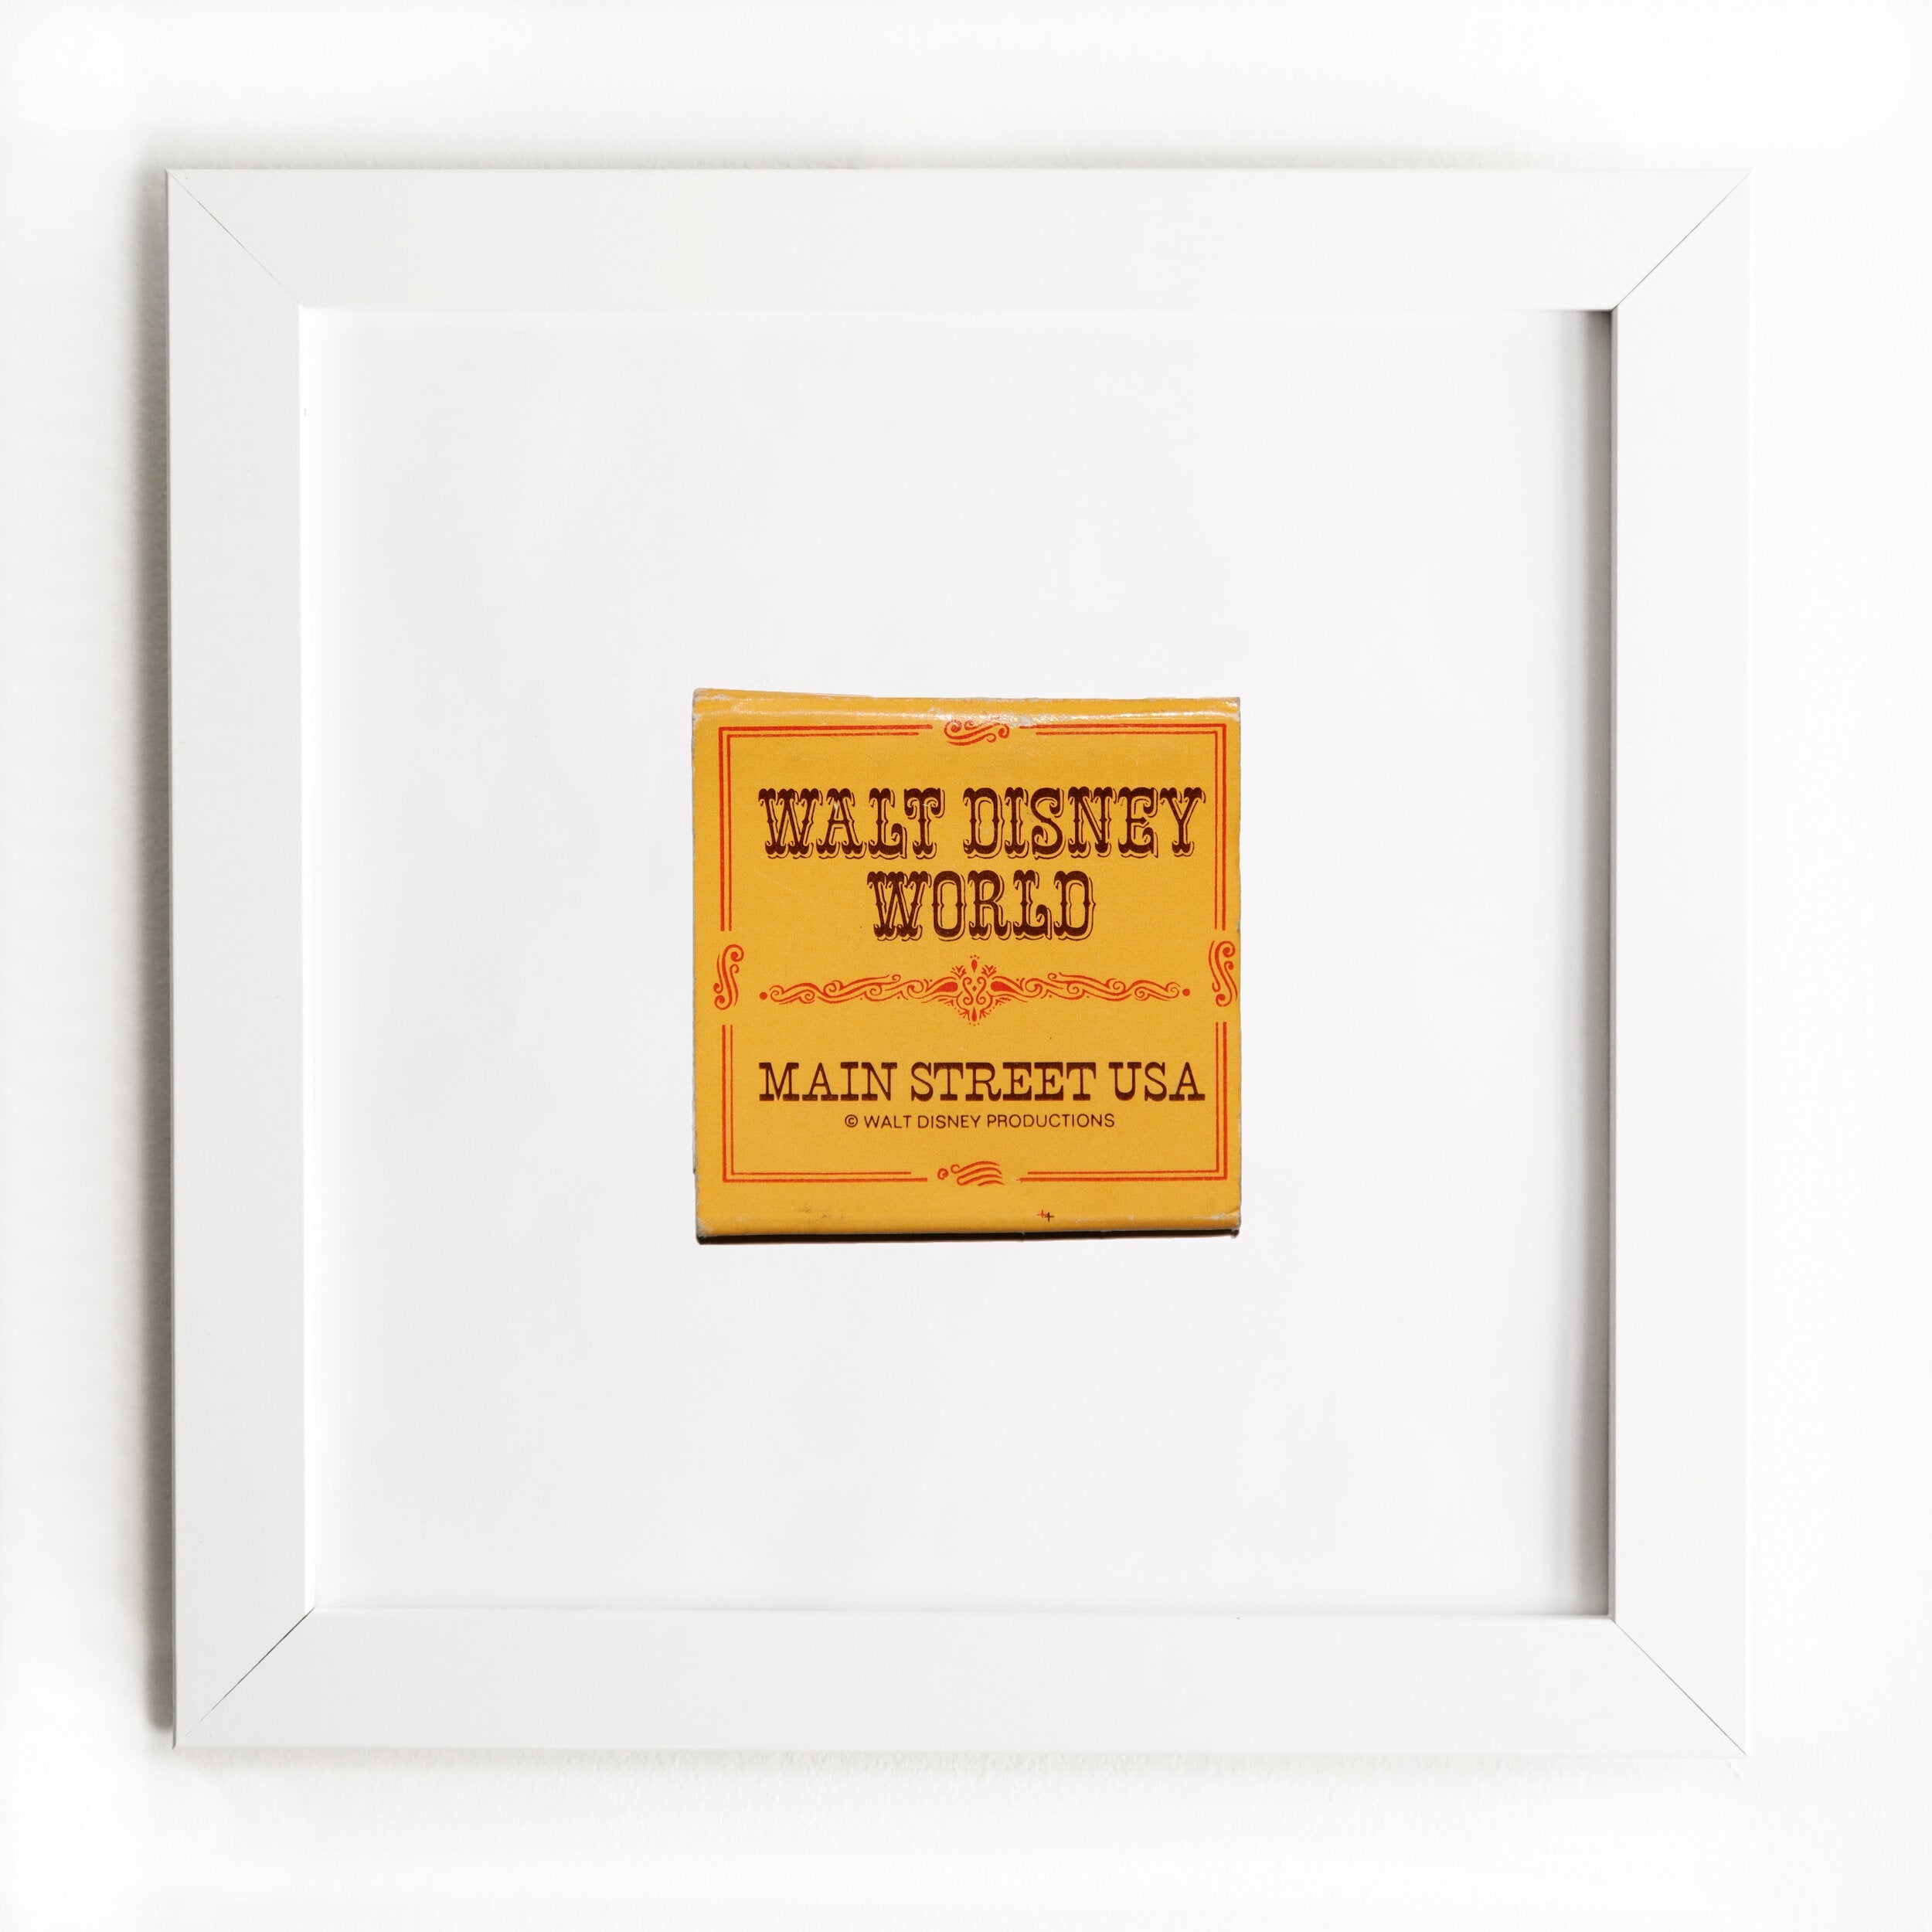 WALT DISNEY
WORLD
MAIN STREET USA
© WALT DISNEY PRODUCTIONS